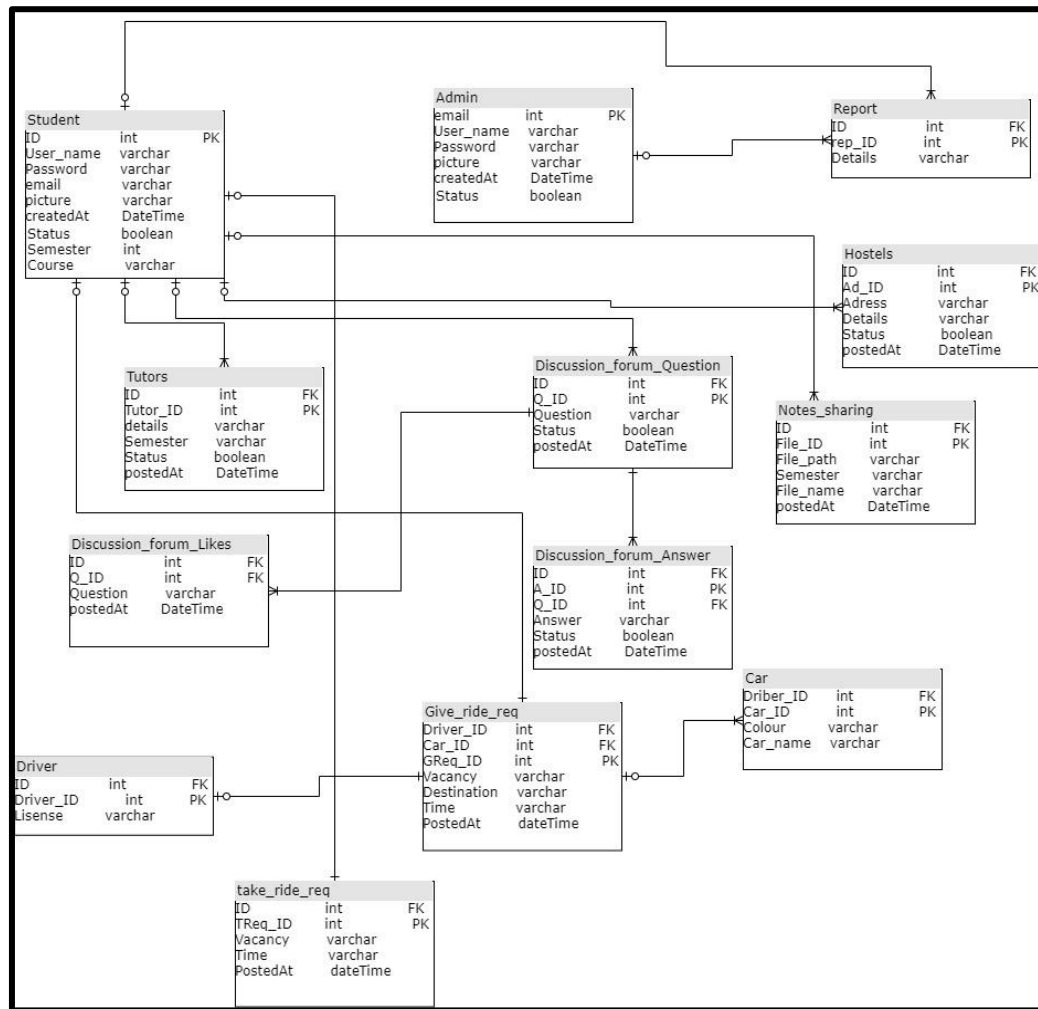 Student
ID int PK
User_name varchar
Password varchar
email varchar
picture varchar
createdAt DateTime
Status boolean
Semester int
Course varchar
Admin
email int PK
User_name varchar
Password varchar
picture varchar
createdAt DateTime
Status boolean
Report
ID int FK
rep_ID int PK
Details varchar
Hostels
ID int FK
Ad_ID int PK
Adress varchar
Details varchar
Status boolean
postedAt DateTime
Tutors
ID int FK
Tutor_ID int PK
details varchar
Semester varchar
Status boolean
postedAt DateTime
Discussion_forum_Question
ID int FK
Q_ID int PK
Question varchar
Status boolean
postedAt DateTime
Notes_sharing
ID int FK
File_ID int PK
File_path varchar
Semester varchar
File_name varchar
postedAt DateTime
Discussion_forum_Likes
ID int FK
Q_ID int FK
Question varchar
postedAt DateTime
Discussion_forum_Answer
ID int FK
A_ID int PK
Q_ID int FK
Answer varchar
Status boolean
postedAt DateTime
Car
Driber_ID int FK
Car_ID int PK
Colour varchar
Car_name varchar
Give_ride_req
Driver_ID int FK
Car_ID int FK
GReq_ID int PK
Vacancy varchar
Destination varchar
Time varchar
PostedAt dateTime
Driver
ID int FK
Driver_ID int PK
Lisense varchar
take_ride_req
ID int FK
TReq_ID int PK
Vacancy varchar
Time varchar
PostedAt dateTime